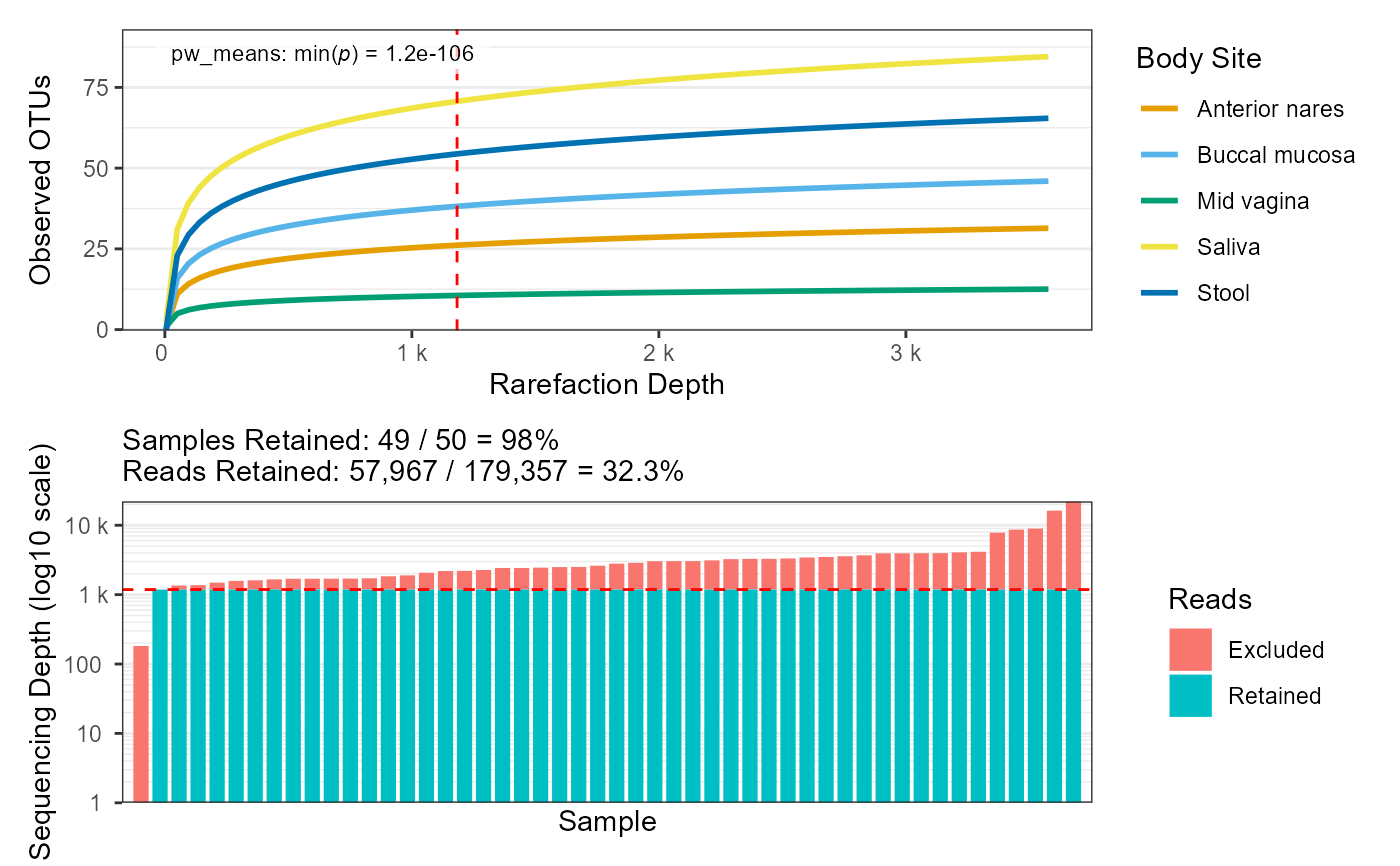 pw_means: min(p) = 1.2e-106
Observed OTUs
75
50
25
0
0
1 k
2 k
3 k
Rarefaction Depth
Body Site
Anterior nares
Buccal mucosa
Mid vagina
Saliva
Stool
Samples Retained: 49 / 50 = 98%
Reads Retained: 57,967 / 179,357 = 32.3%
Sequencing Depth (log10 scale)
10 k
1 k
100
10
1
Sample
Reads
Excluded
Retained